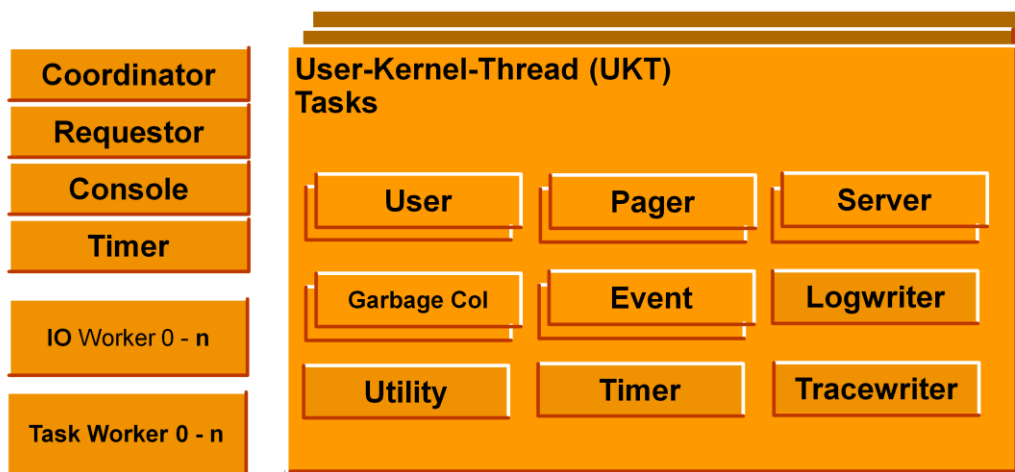 Coordinator
Requestor
Console
Timer
IO Worker 0 - n
Task Worker 0 - n
User-Kernel-Thread (UKT)
Tasks
User
Pager
Server
Garbage Col
Event
Logwriter
Utility
Timer
Tracewriter